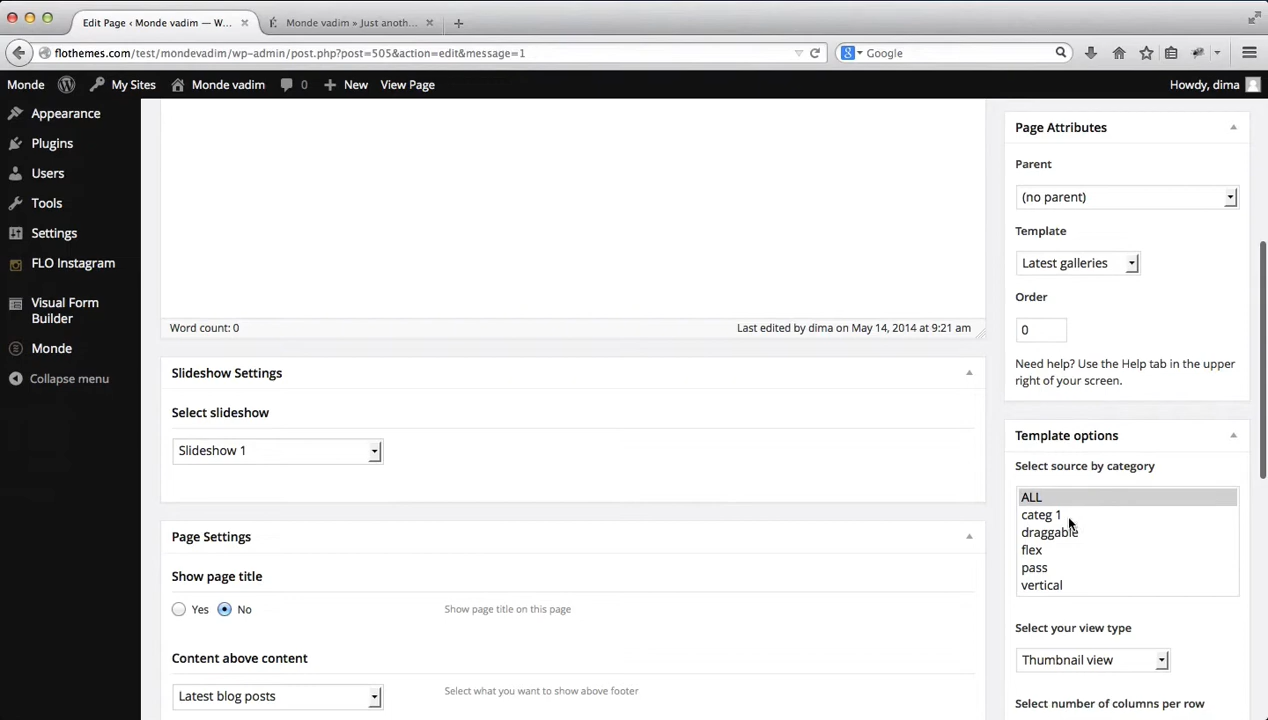 Edit Page ‹ Monde vadim — W...
Monde vadim » Just anoth...
flothemes.com/test/mondevadim/wp-admin/post.php?post=505&action=edit&message=1
Google
Monde
My Sites
Monde vadim
0
New
View Page
Howdy, dima
Appearance
Plugins
Users
Tools
Settings
FLO Instagram
Visual Form
Builder
Monde
Collapse menu
Word count: 0
Last edited by dima on May 14, 2014 at 9:21 am
Slideshow Settings
Select slideshow
Slideshow 1
Page Settings
Show page title
Yes
No
Show page title on this page
Content above content
Latest blog posts
Select what you want to show above footer
Page Attributes
Parent
(no parent)
Template
Latest galleries
Order
0
Need help? Use the Help tab in the upper
right of your screen.
Template options
Select source by category
ALL
categ 1
draggable
flex
pass
vertical
Select your view type
Thumbnail view
Select number of columns per row